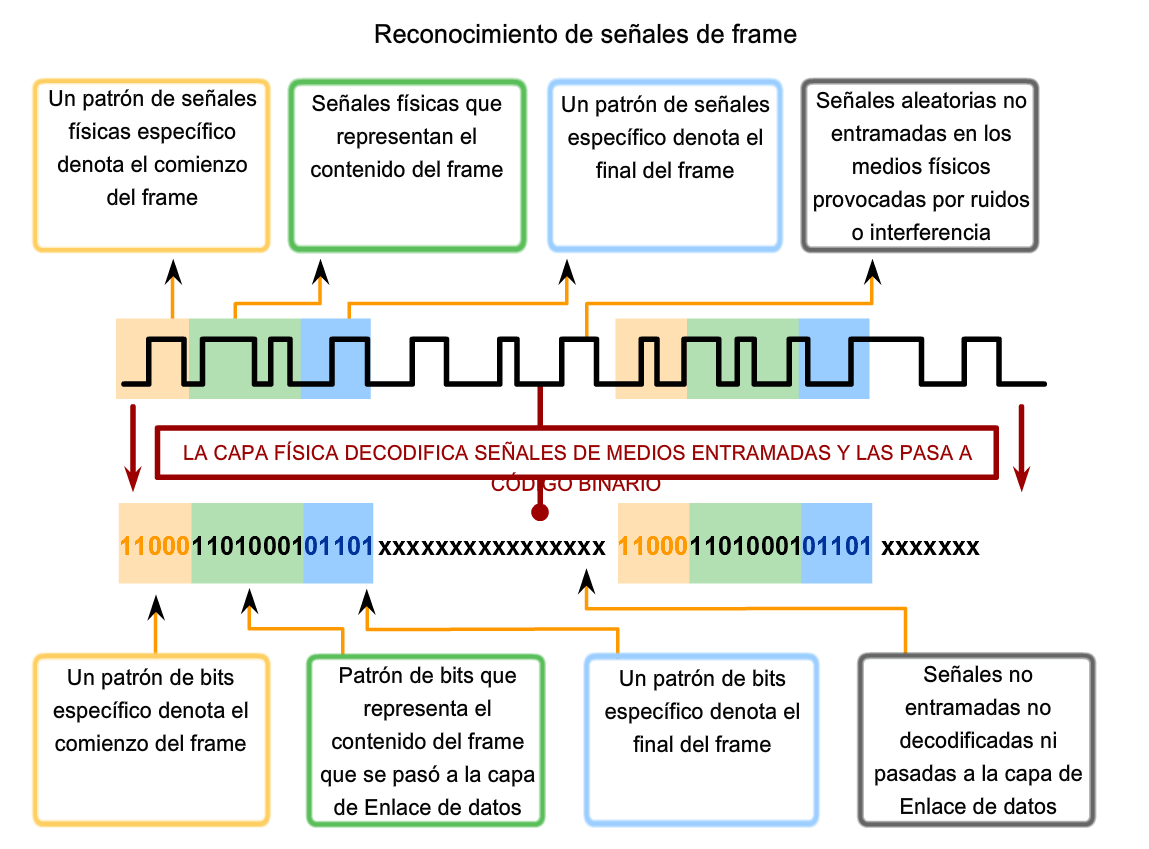 Reconocimiento de señales de frame
Un patrón de señales
físicas específico
denota el comienzo
del frame
Señales físicas que
representan el
contenido del frame
Un patrón de señales
específico denota el
final del frame
Señales aleatorias no
entramadas en los
medios físicos
provocadas por ruidos
o interferencia
LA CAPA FÍSICA DECODIFICA SEÑALES DE MEDIOS ENTRAMADAS Y LAS PASA A
CÓDIGO BINARIO
110001101000101101 xxxxxxxxxxxxxxxx 110001101000101101 xxxxxxx
Un patrón de bits
específico denota el
comienzo del frame
Patrón de bits que
representa el
contenido del frame
que se pasó a la capa
de Enlace de datos
Un patrón de bits
específico denota el
final del frame
Señales no
entramadas no
decodificadas ni
pasadas a la capa de
Enlace de datos